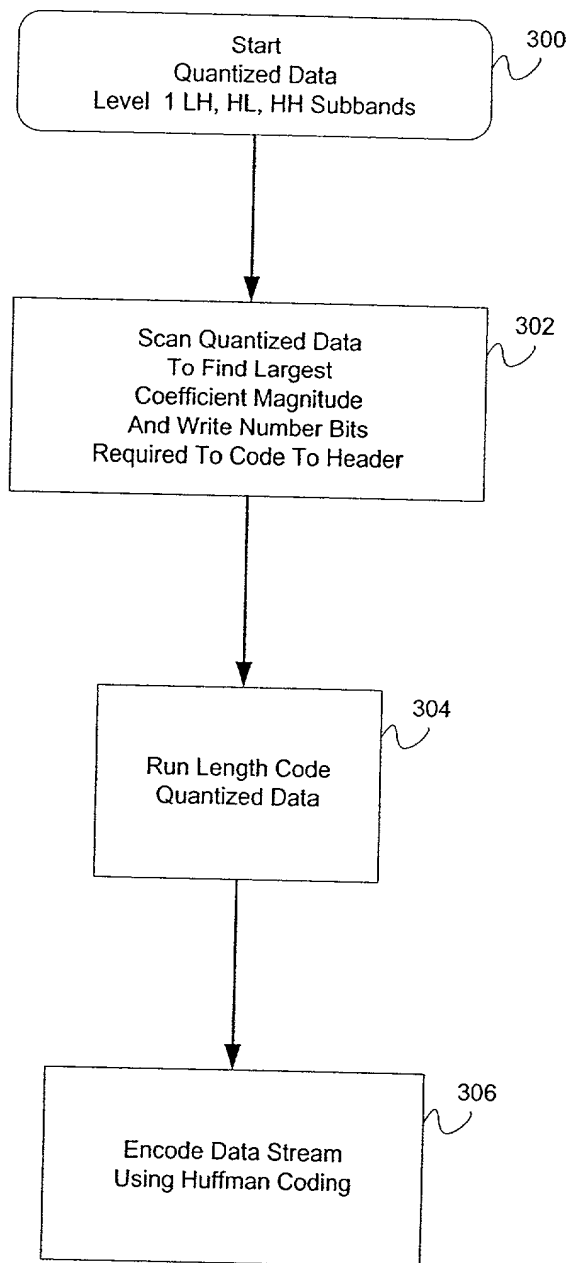 Start
Quantized Data
Level 1 LH, HL, HH Subbands
300
Scan Quantized Data
To Find Largest
Coefficient Magnitude
And Write Number Bits
Required To Code To Header
302
Run Length Code
Quantized Data
304
Encode Data Stream
Using Huffman Coding
306